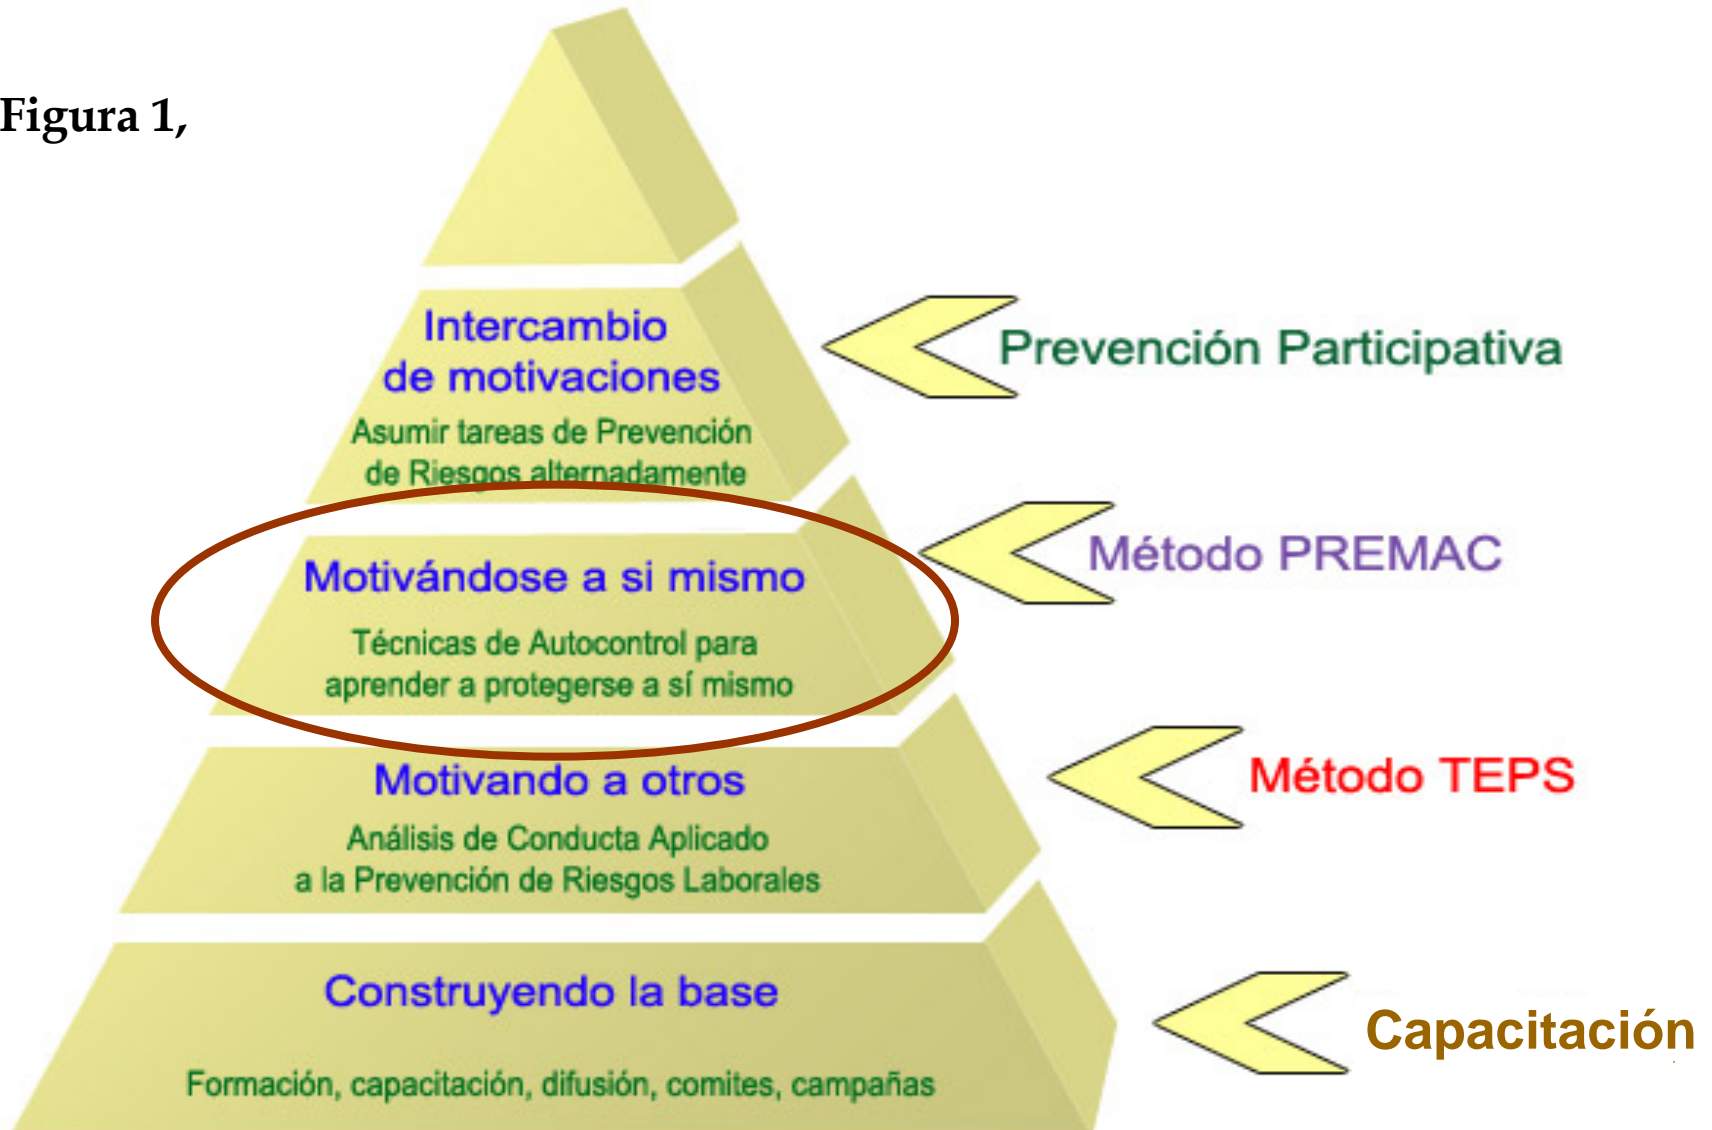 Figura 1,
Intercambio
de motivaciones
Asumir tareas de Prevención
de Riesgos alternadamente
Prevención Participativa
Motivándose a si mismo
Técnicas de Autocontrol para
aprender a protegerse a sí mismo
Método PREMAC
Motivando a otros
Análisis de Conducta Aplicado
a la Prevención de Riesgos Laborales
Método TEPS
Construyendo la base
Formación, capacitación, difusión, comites, campañas
Capacitación